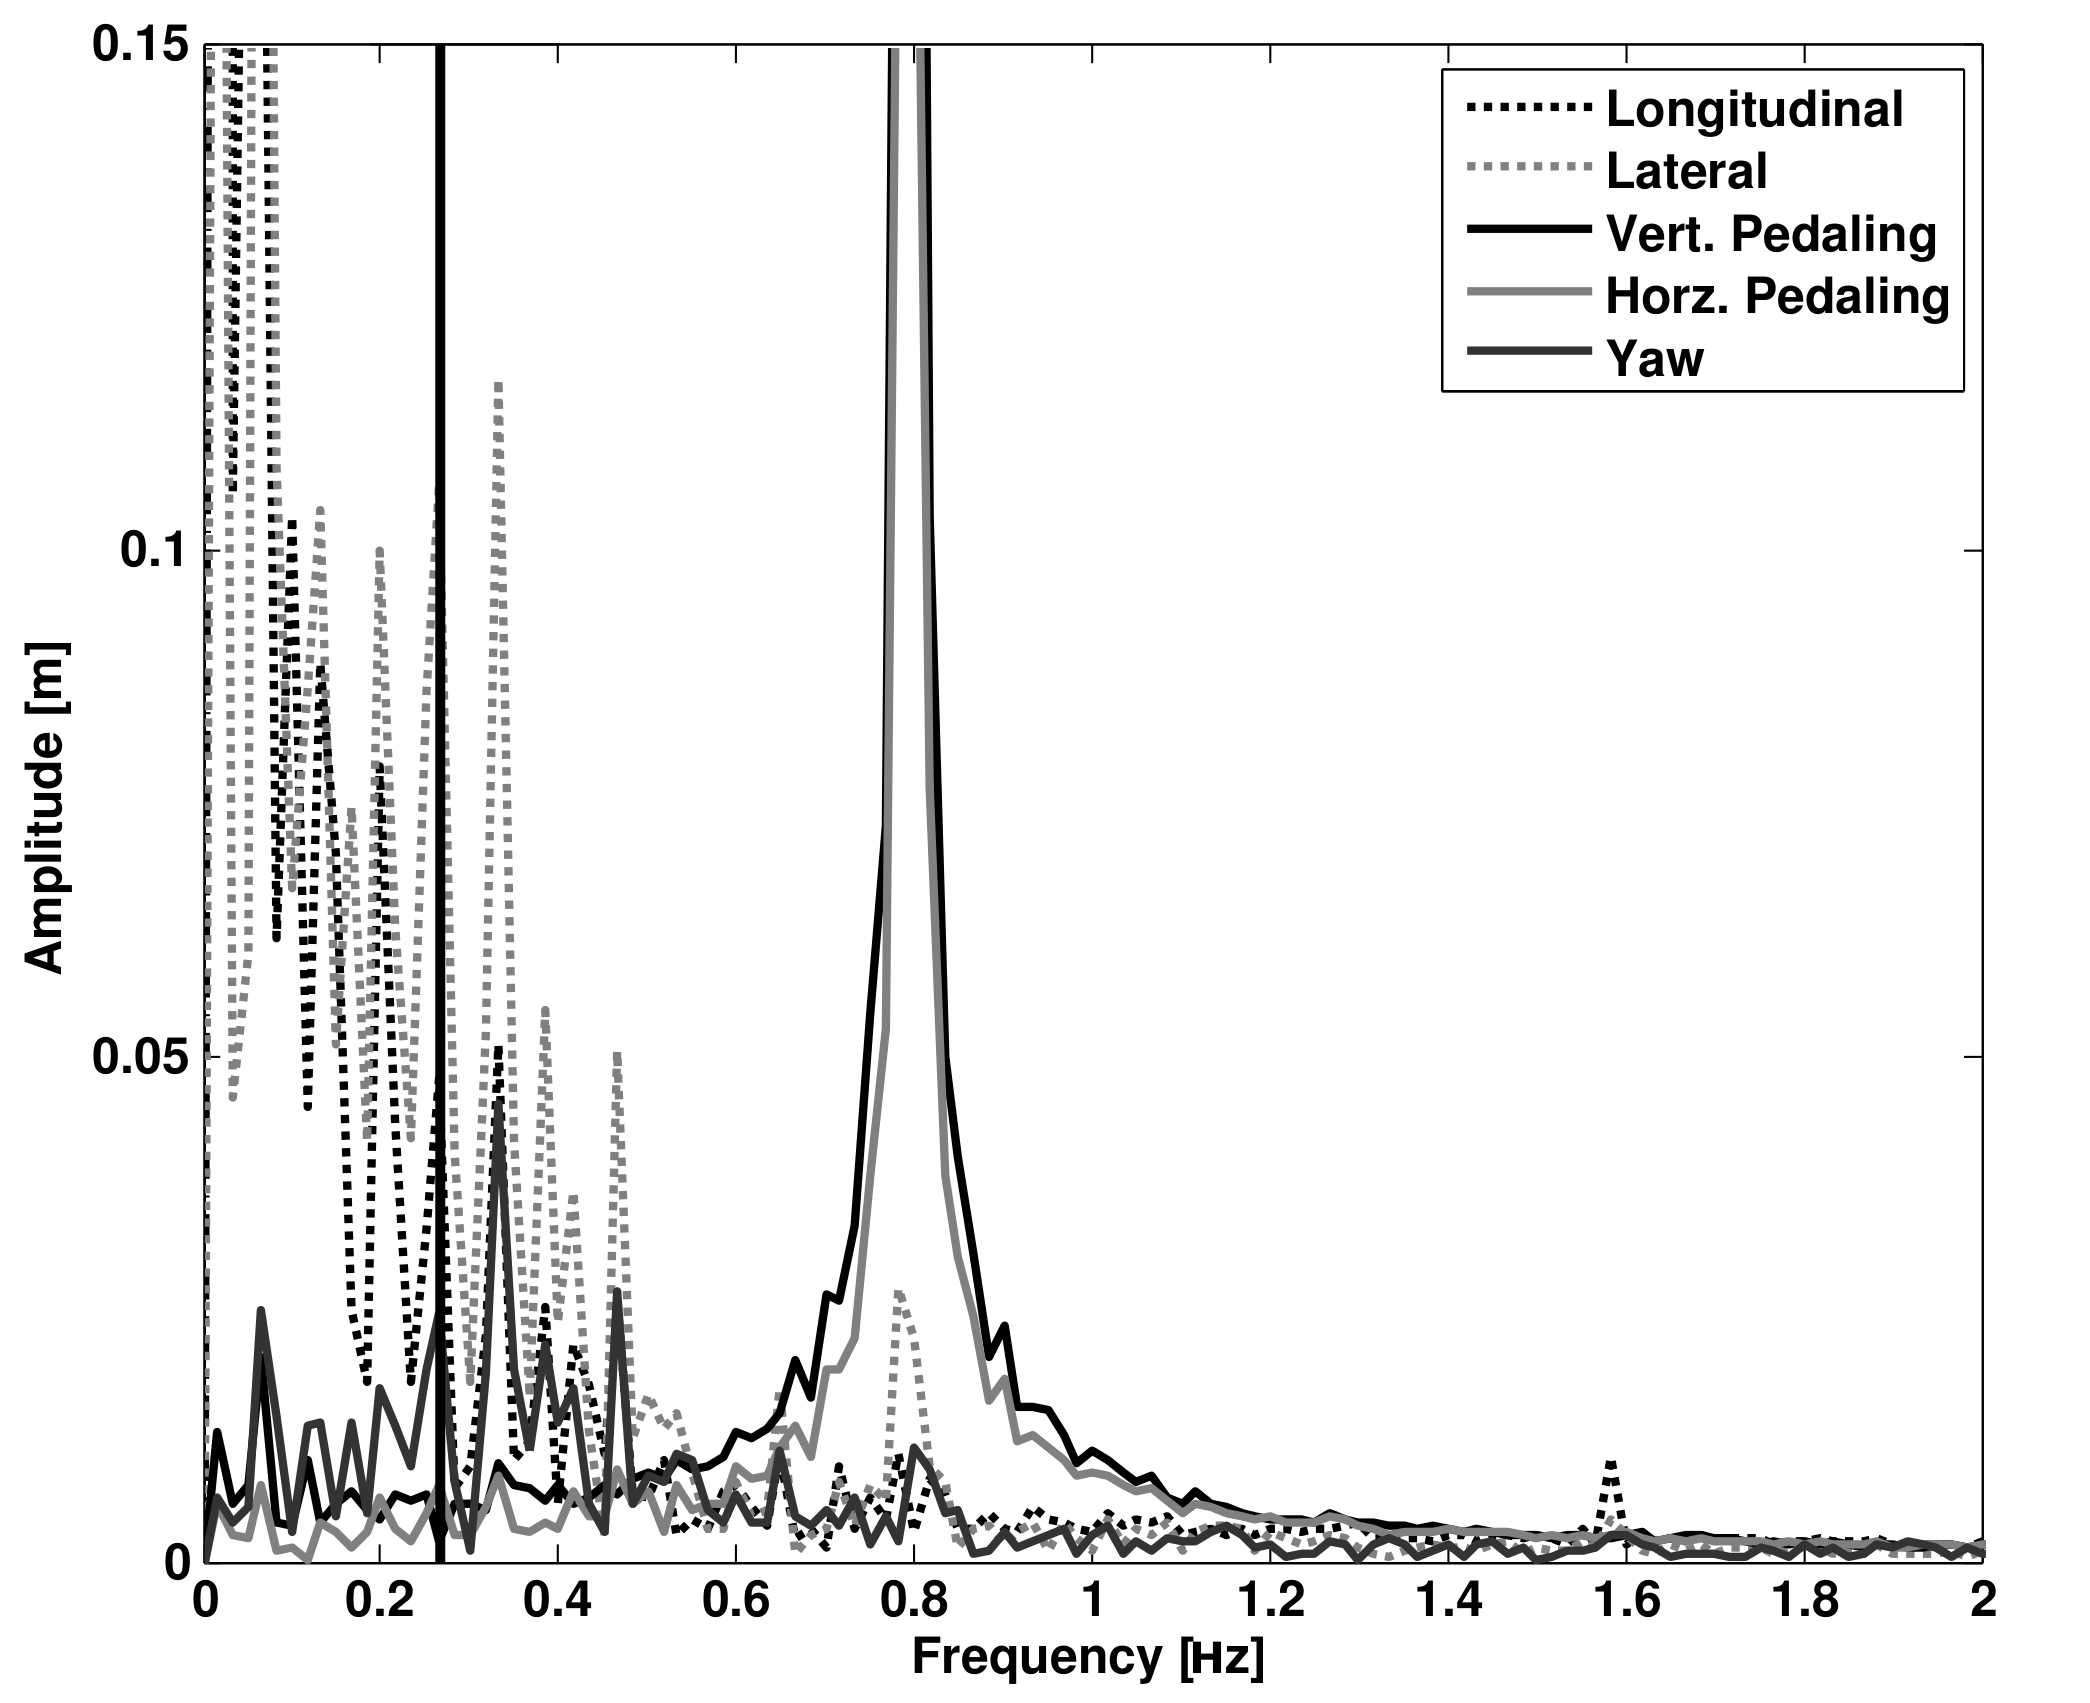 0.15
0.1
0.05
0
Amplitude [m]
Longitudinal
Lateral
Vert. Pedaling
Horz. Pedaling
Yaw
0 0.2 0.4 0.6 0.8 1 1.2 1.4 1.6 1.8 2
Frequency [Hz]